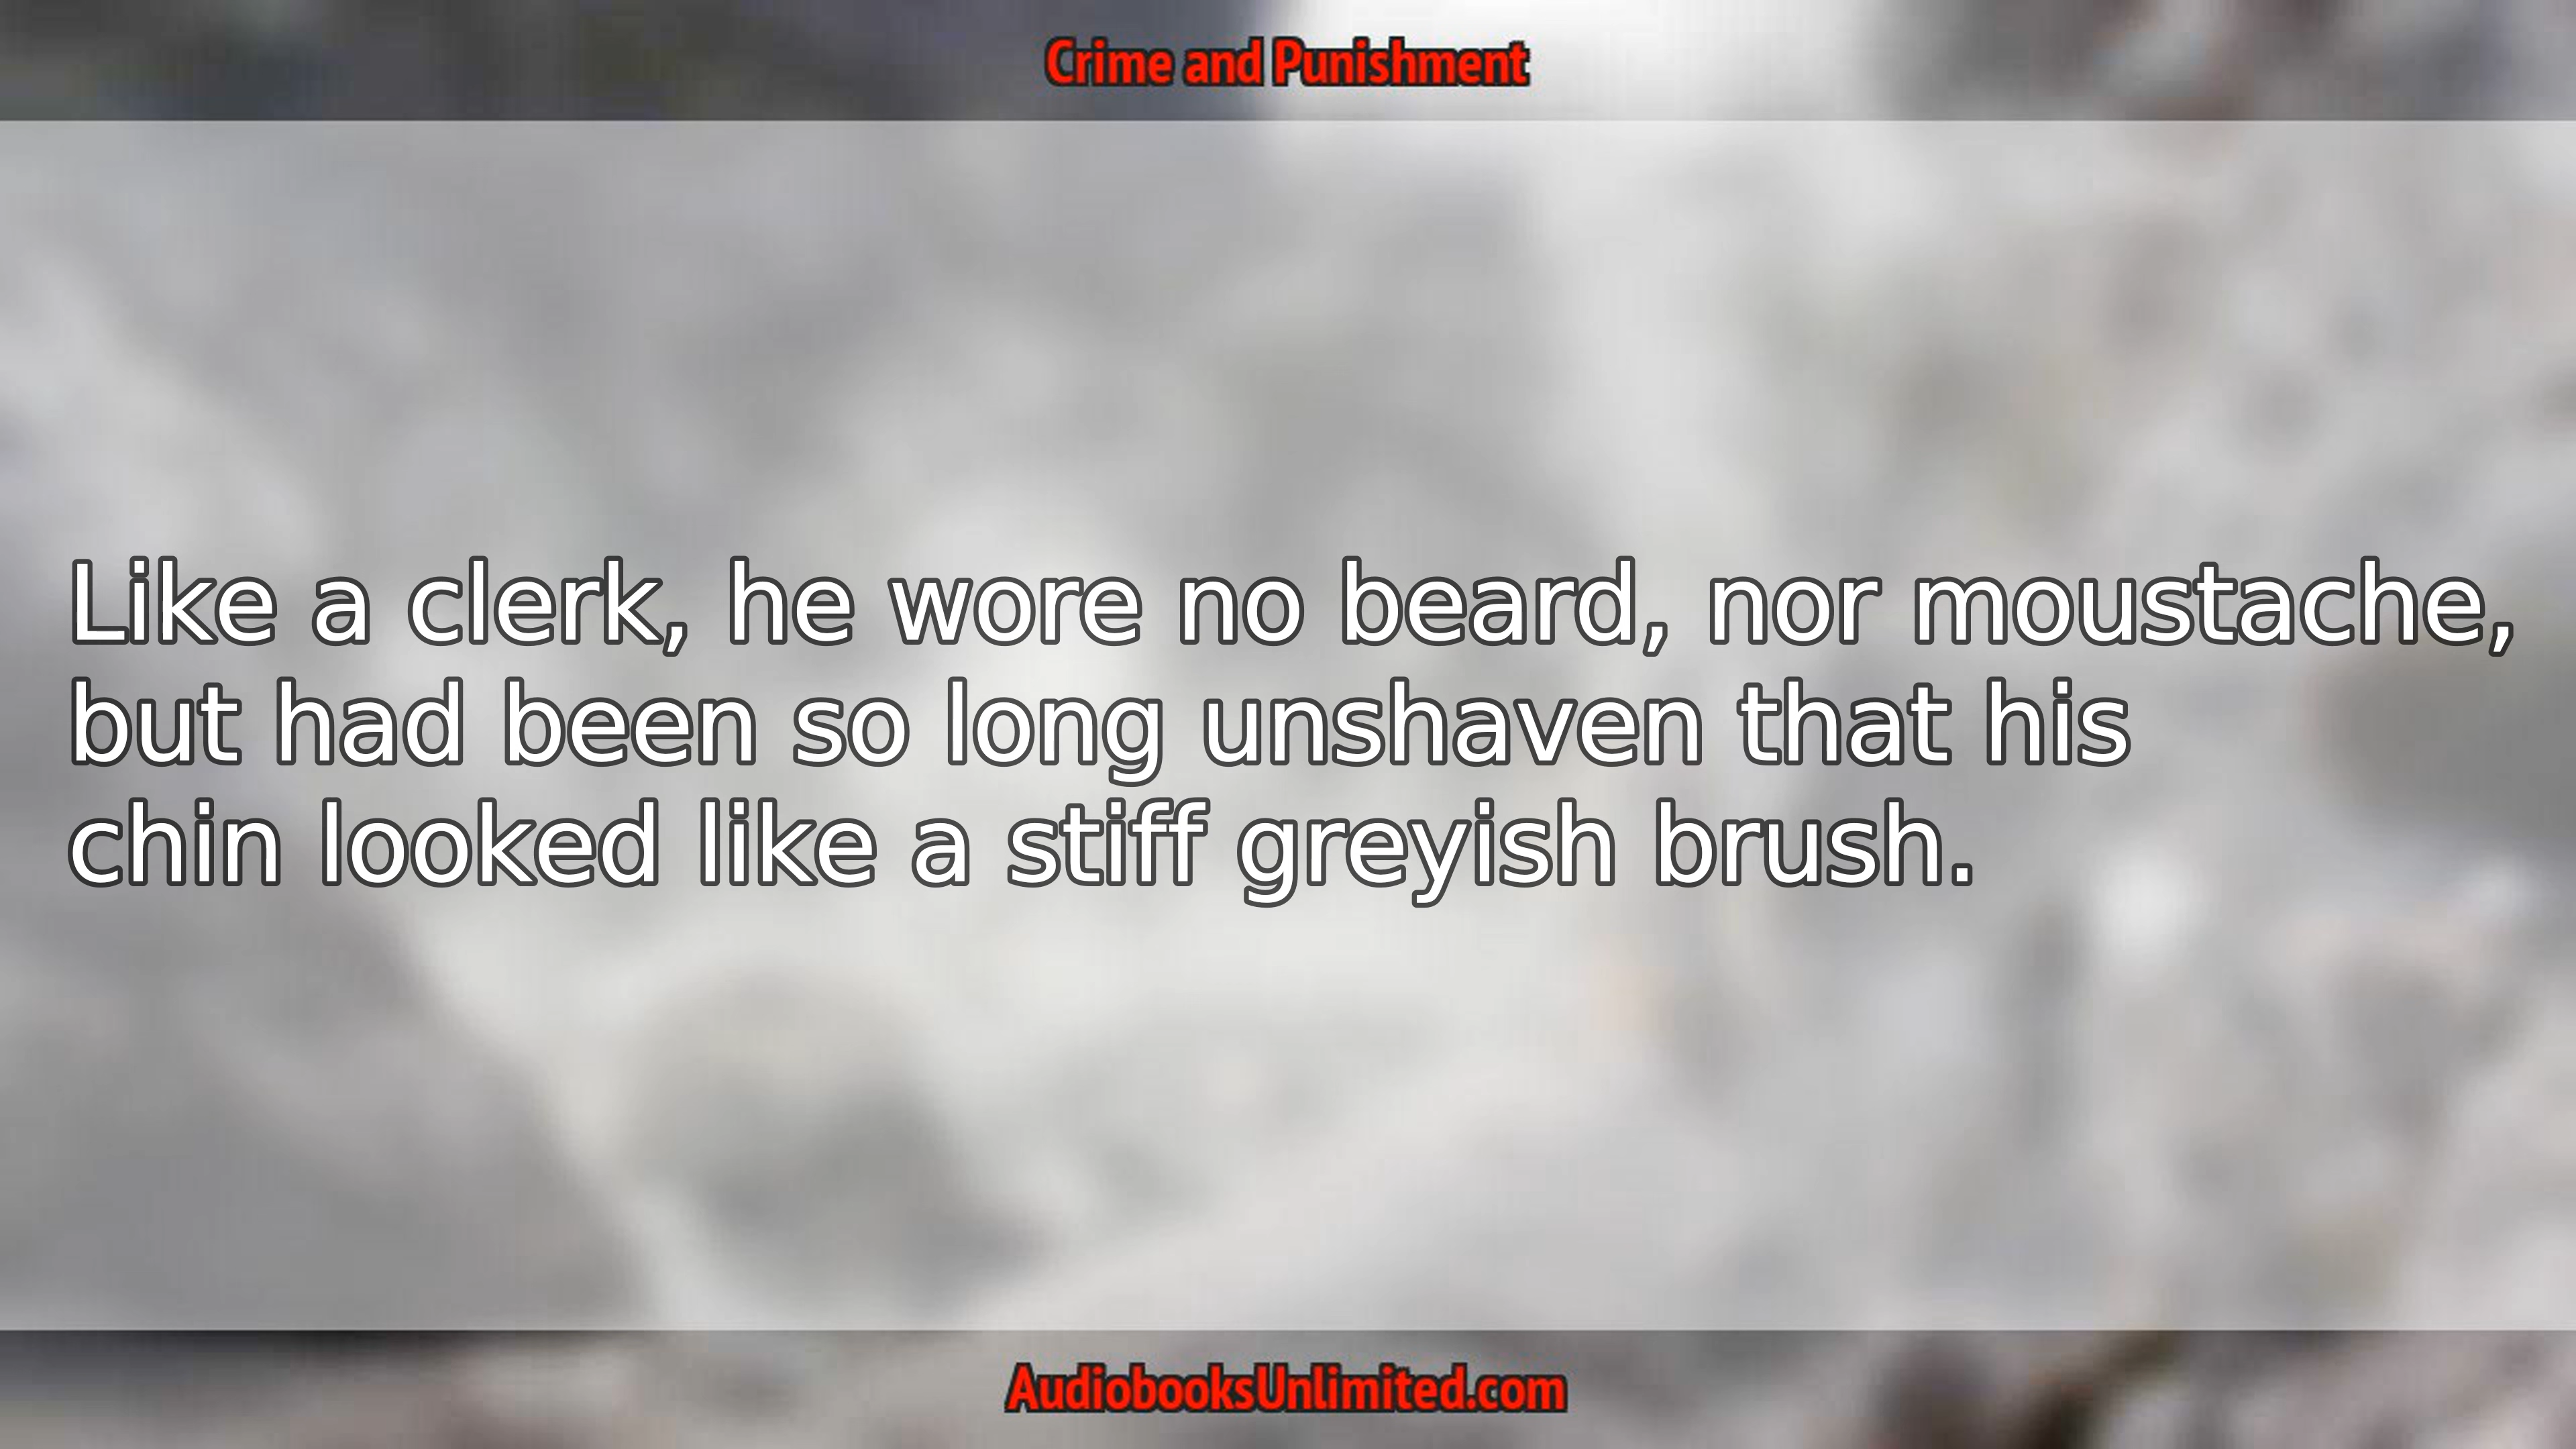 Crime and Punishment
Like a clerk, he wore no beard, nor moustache,
but had been so long unshaven that his
chin looked like a stiff greyish brush.
AudiobooksUnlimited.com